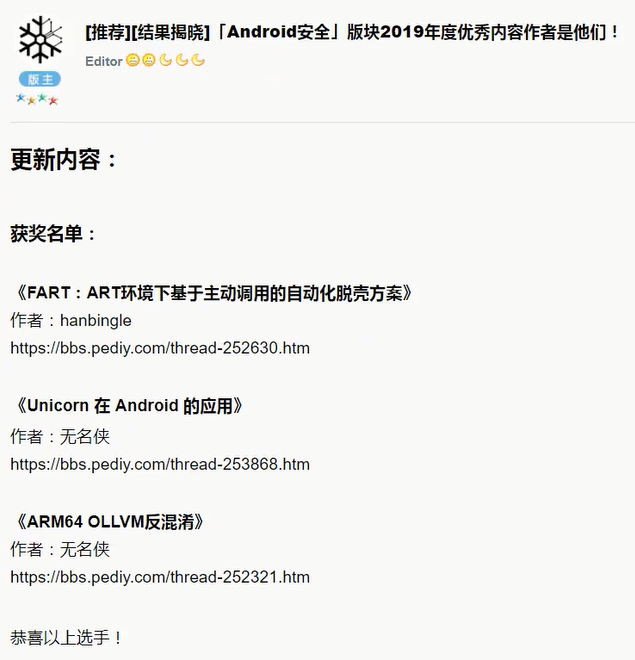 [推荐][结果揭晓]「Android安全」版块2019年度优秀内容作者是他们！
Editor
版主
更新内容：
获奖名单：
《FART：ART环境下基于主动调用的自动化脱壳方案》
作者：hanbingle
https://bbs.pediy.com/thread-252630.htm
《Unicorn 在 Android 的应用》
作者：无名侠
https://bbs.pediy.com/thread-253868.htm
《ARM64 OLLVM反混淆》
作者：无名侠
https://bbs.pediy.com/thread-252321.htm
恭喜以上选手！